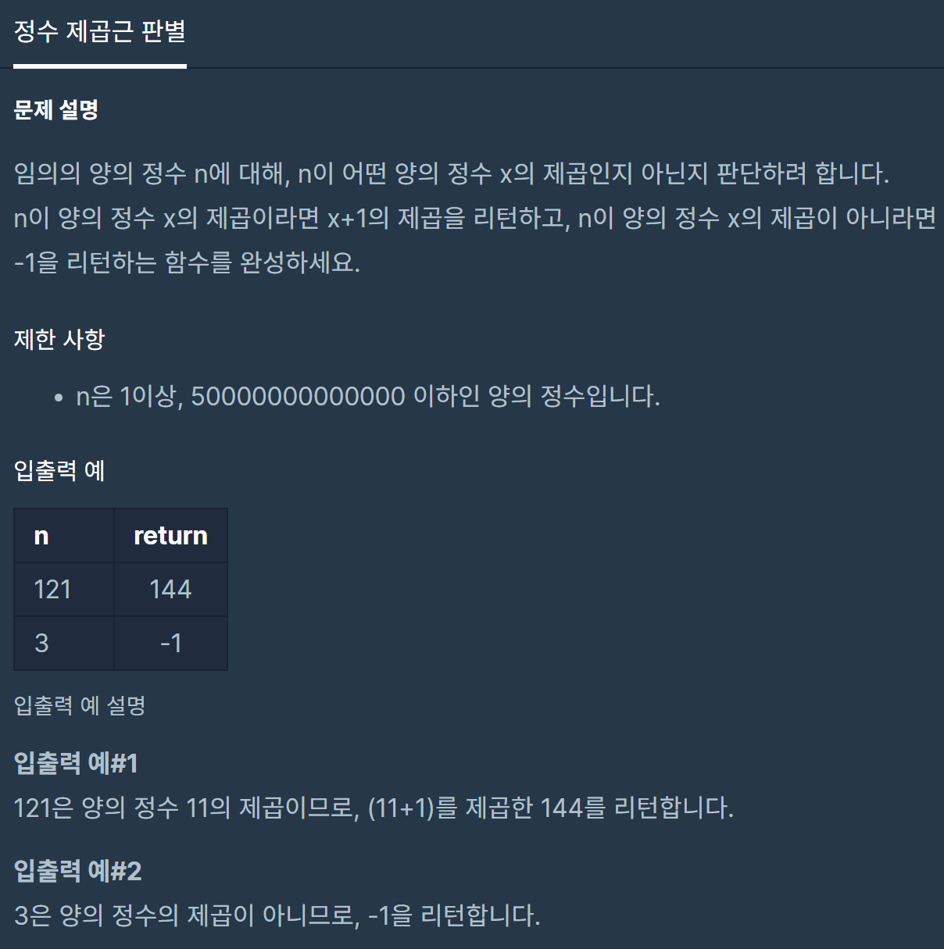 정수 제곱근 판별
문제 설명
임의의 양의 정수 n에 대해, n이 어떤 양의 정수 x의 제곱인지 아닌지 판단하려 합니다.
n이 양의 정수 x의 제곱이라면 x+1의 제곱을 리턴하고, n이 양의 정수 x의 제곱이 아니라면
-1을 리턴하는 함수를 완성하세요.
제한 사항
• n은 1이상, 50000000000000 이하인 양의 정수입니다.
입출력 예
n return
121 144
3 -1
입출력 예 설명
입출력 예#1
121은 양의 정수 11의 제곱이므로, (11+1)를 제곱한 144를 리턴합니다.
입출력 예#2
3은 양의 정수의 제곱이 아니므로, -1을 리턴합니다.